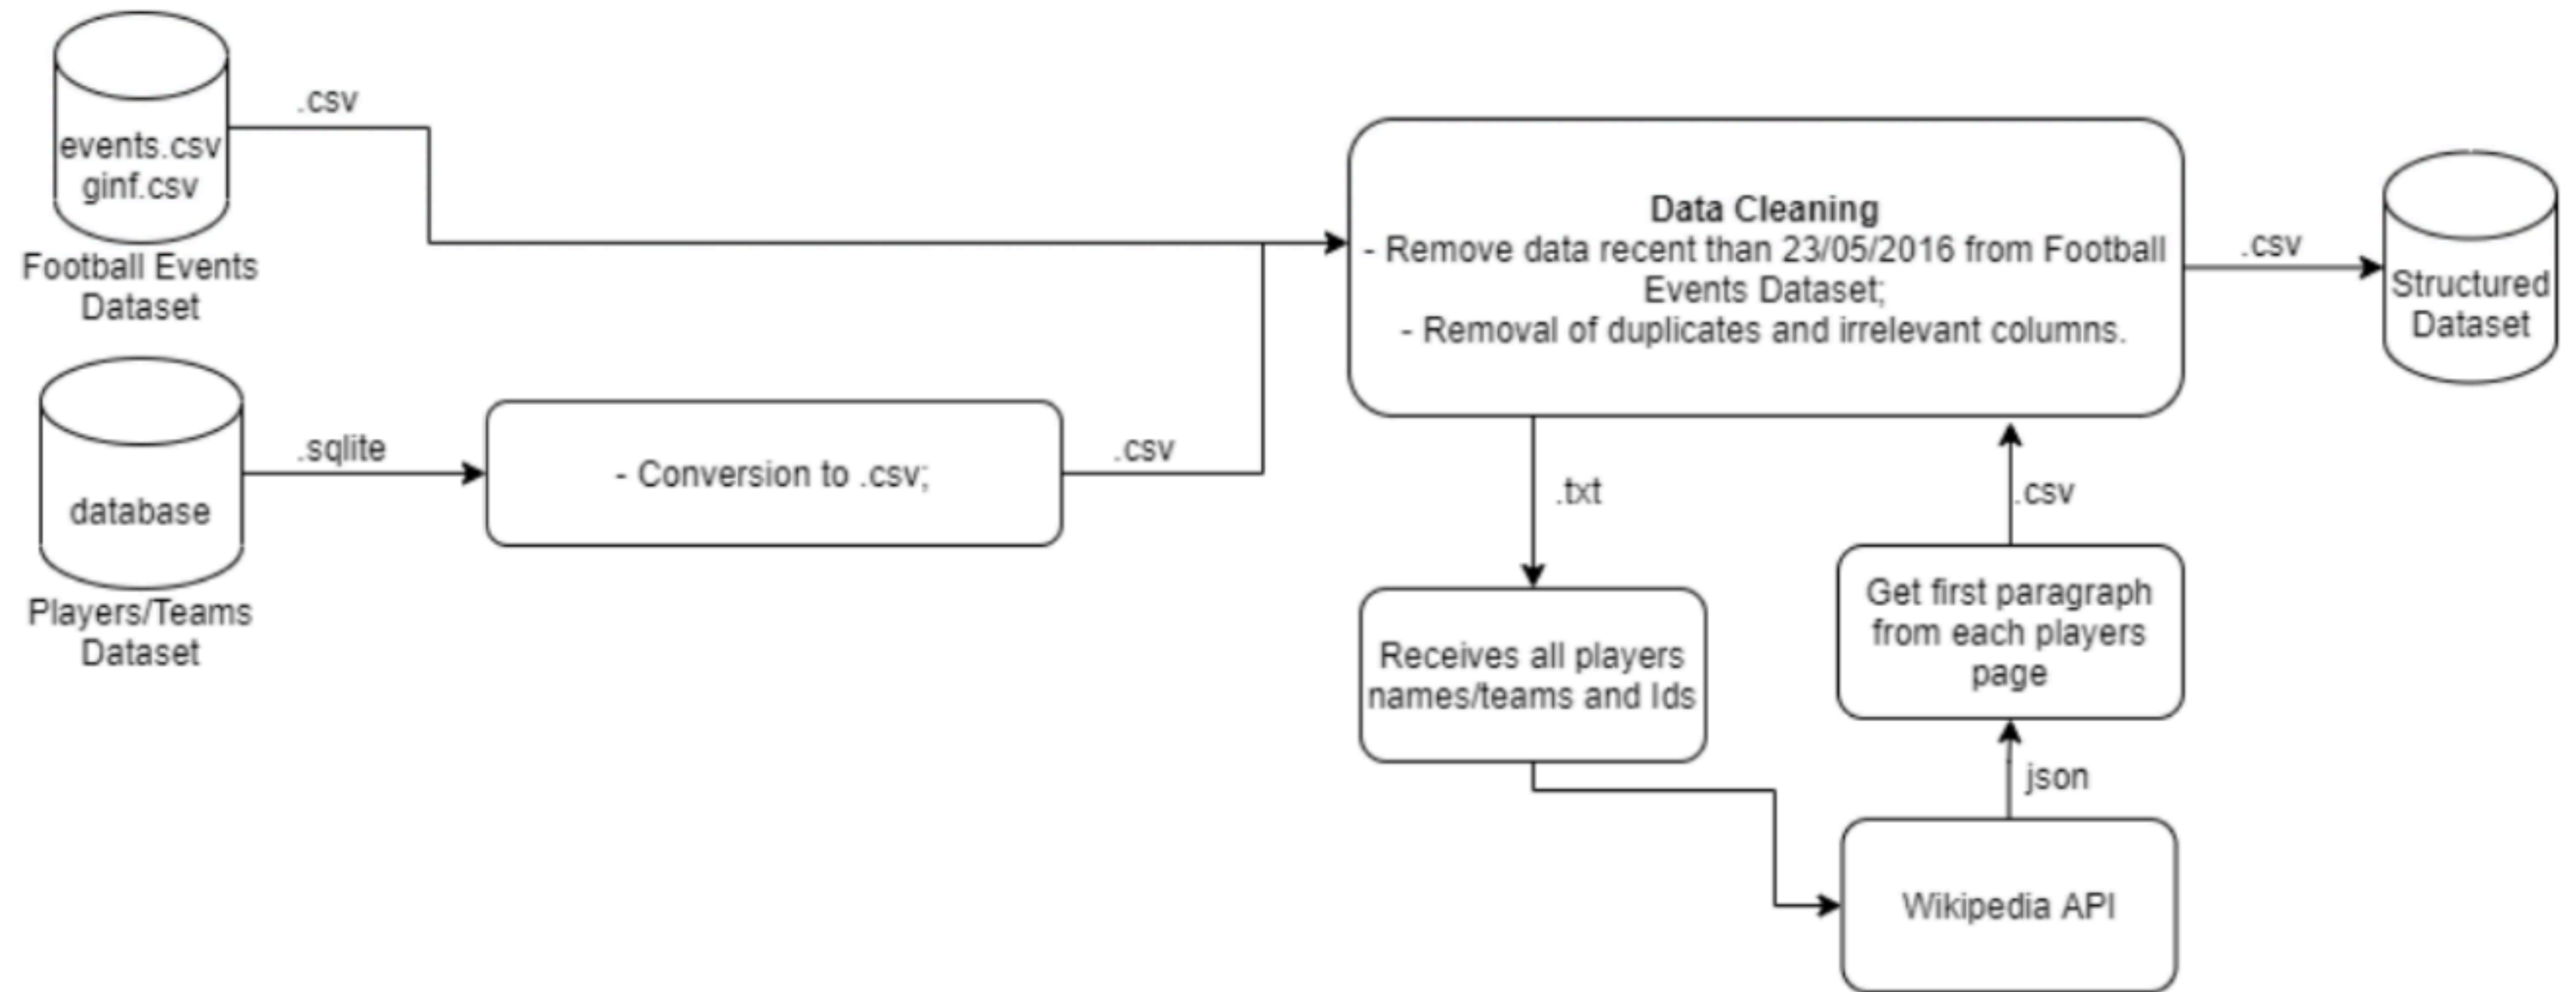 .csv
events.csv
ginf.csv
Football Events
Dataset
.sqlite
database
Players/Teams
Dataset
- Conversion to .csv;
.csv
Data Cleaning
- Remove data recent than 23/05/2016 from Football
Events Dataset;
- Removal of duplicates and irrelevant columns.
.csv
Structured
Dataset
.txt
Receives all players
names/teams and Ids
Wikipedia API
json
Get first paragraph
from each players
page
.csv